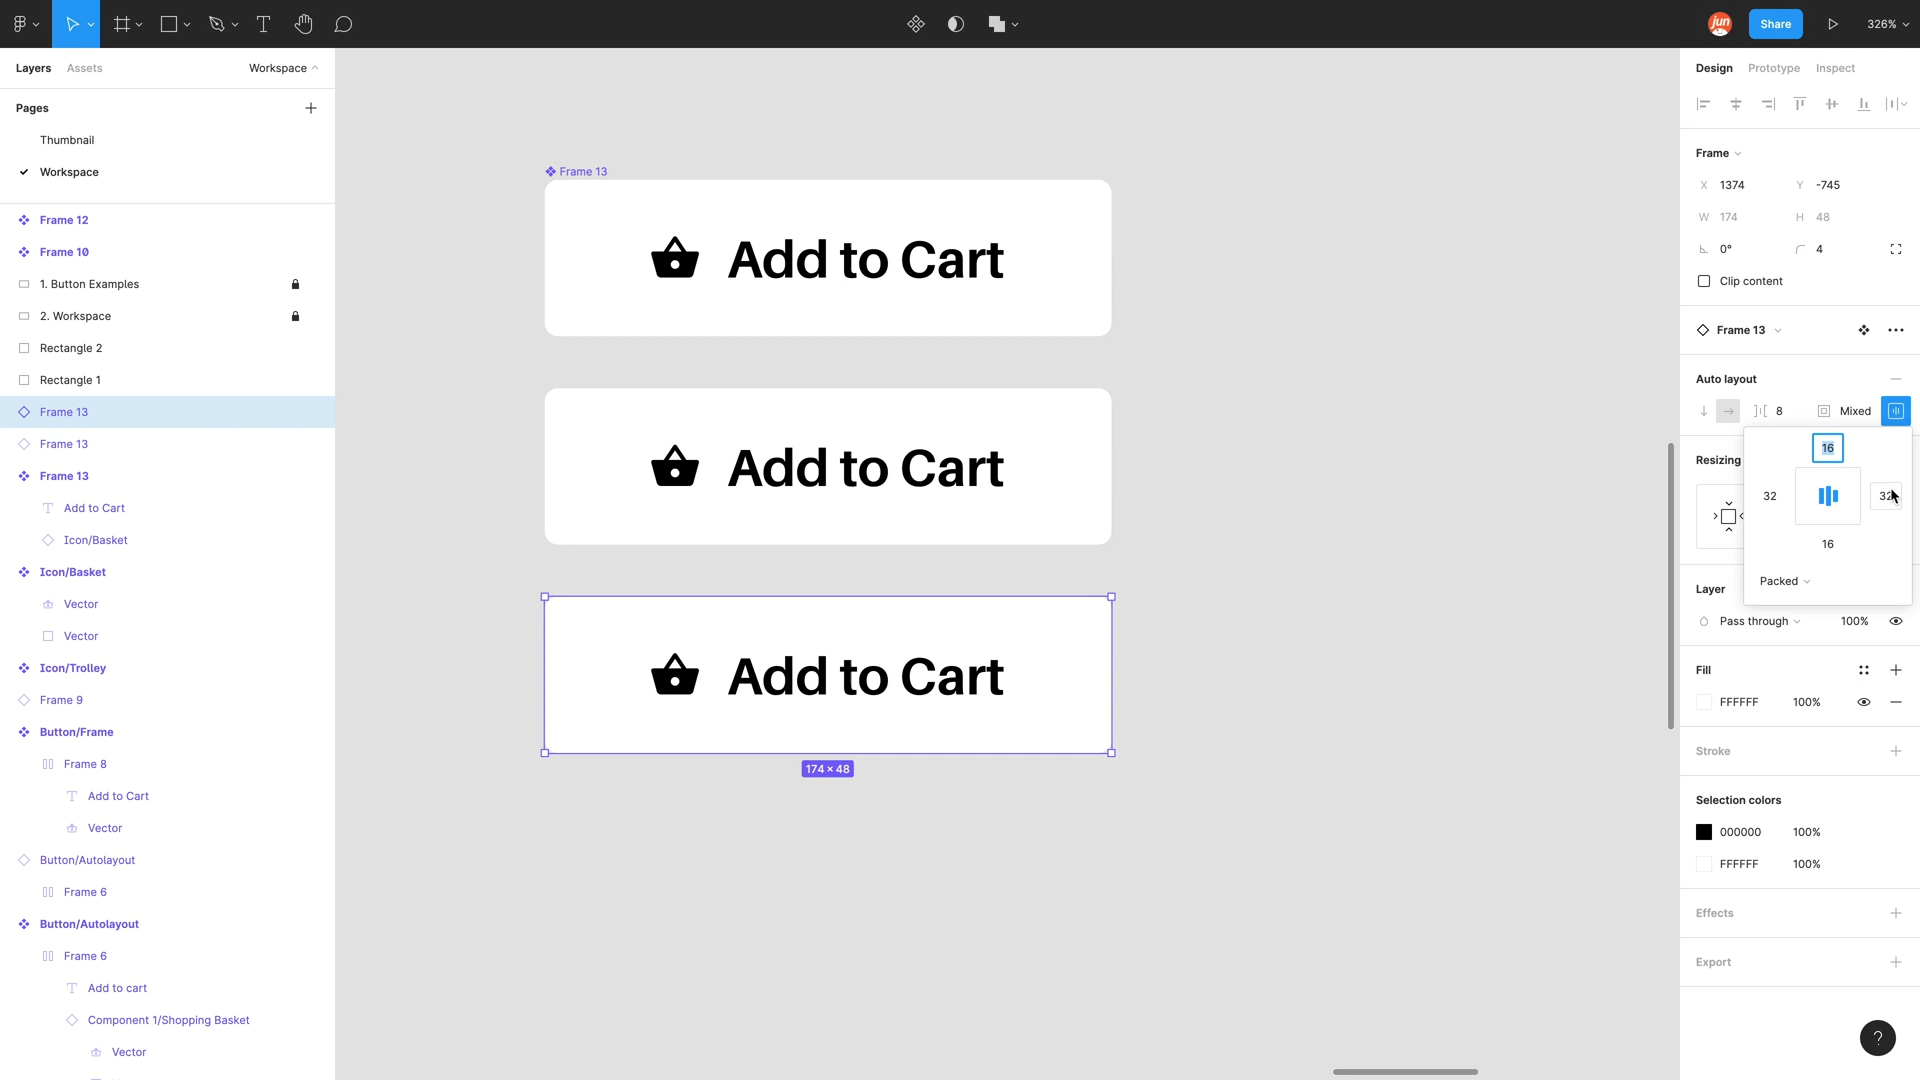 jun
Share
326%
Layers
Assets
Workspace
Pages
Thumbnail
Workspace
Frame 12
Frame 10
1. Button Examples
2. Workspace
Rectangle 2
Rectangle 1
Frame 13
Frame 13
Frame 13
Add to Cart
Icon/Basket
Icon/Basket
Vector
Vector
Icon/Trolley
Frame 9
Button/Frame
Frame 8
Add to Cart
Vector
Button/Autolayout
Frame 6
Button/Autolayout
Frame 6
Add to cart
Component 1/Shopping Basket
Vector
Frame 13
Add to Cart
Add to Cart
Add to Cart
174 × 48
Design
Prototype
Inspect
Frame
X 1374 Y -745
W 174 H 48
0° 4
Clip content
Frame 13
Auto layout
8 Mixed
16
Resizing
32 32
16
Packed
Layer
Pass through 100%
Fill
FFFFFF 100%
Stroke
Selection colors
000000 100%
FFFFFF 100%
Effects
Export
?